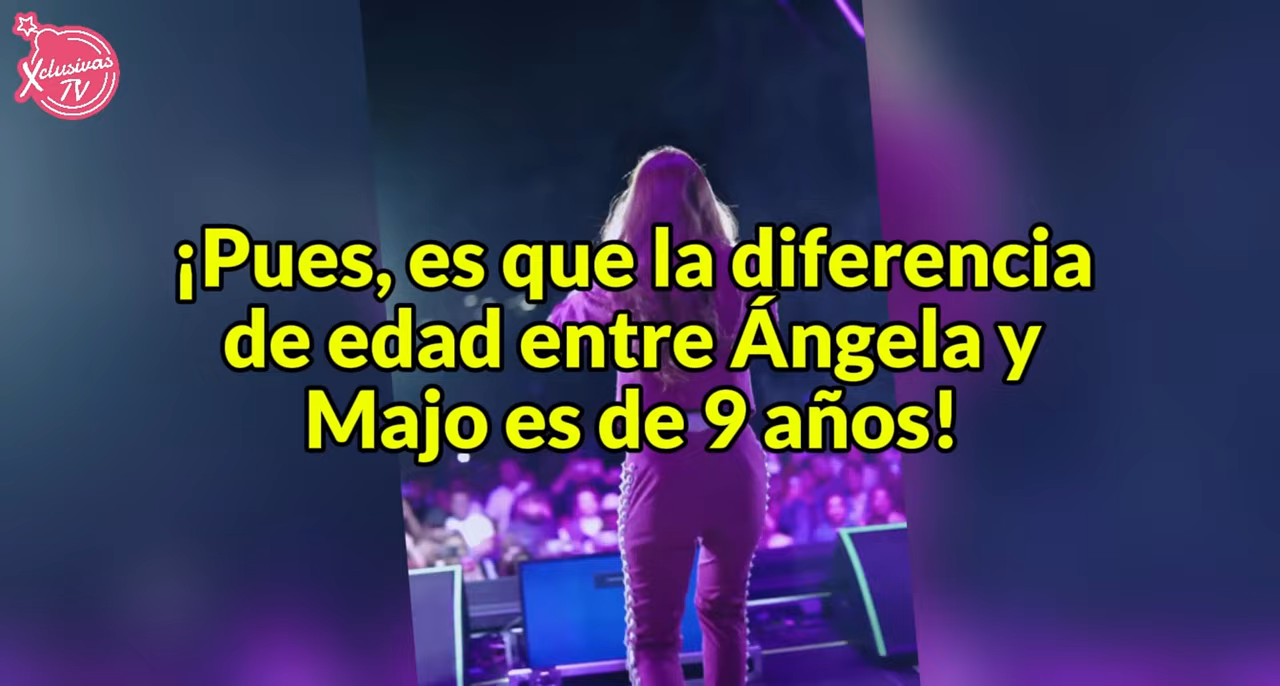 Xclusivas
TV
¡Pues, es que la diferencia
de edad entre Ángela y
Majo es de 9 años!